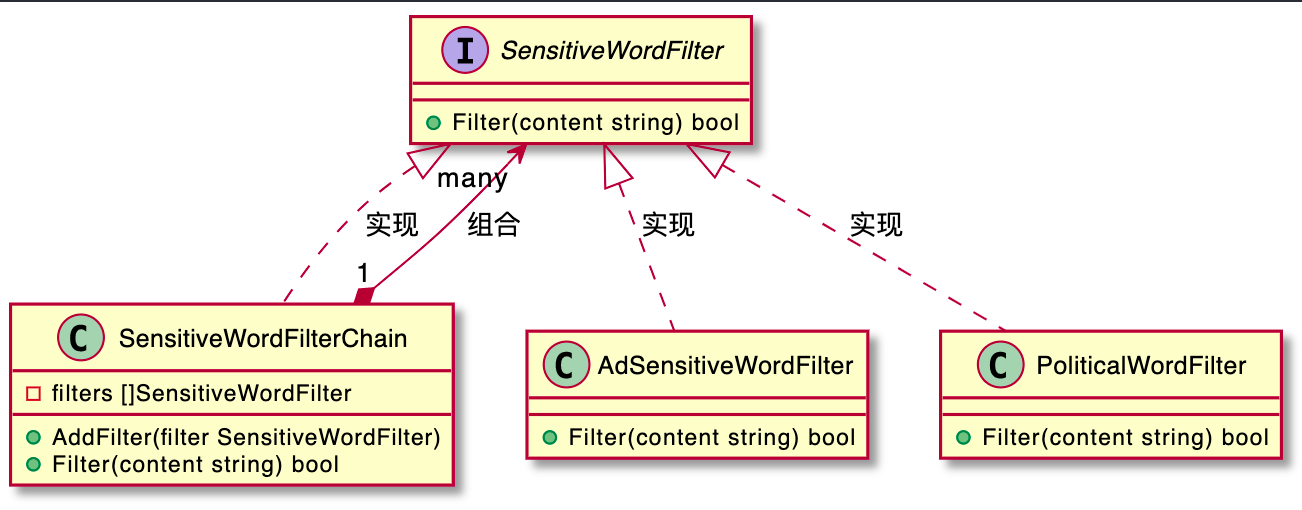 I SensitiveWordFilter
Filter(content string) bool
many
实现
组合
实现
实现
1
C SensitiveWordFilterChain
filters []SensitiveWordFilter
AddFilter(filter SensitiveWordFilter)
Filter(content string) bool
C AdSensitiveWordFilter
Filter(content string) bool
C PoliticalWordFilter
Filter(content string) bool